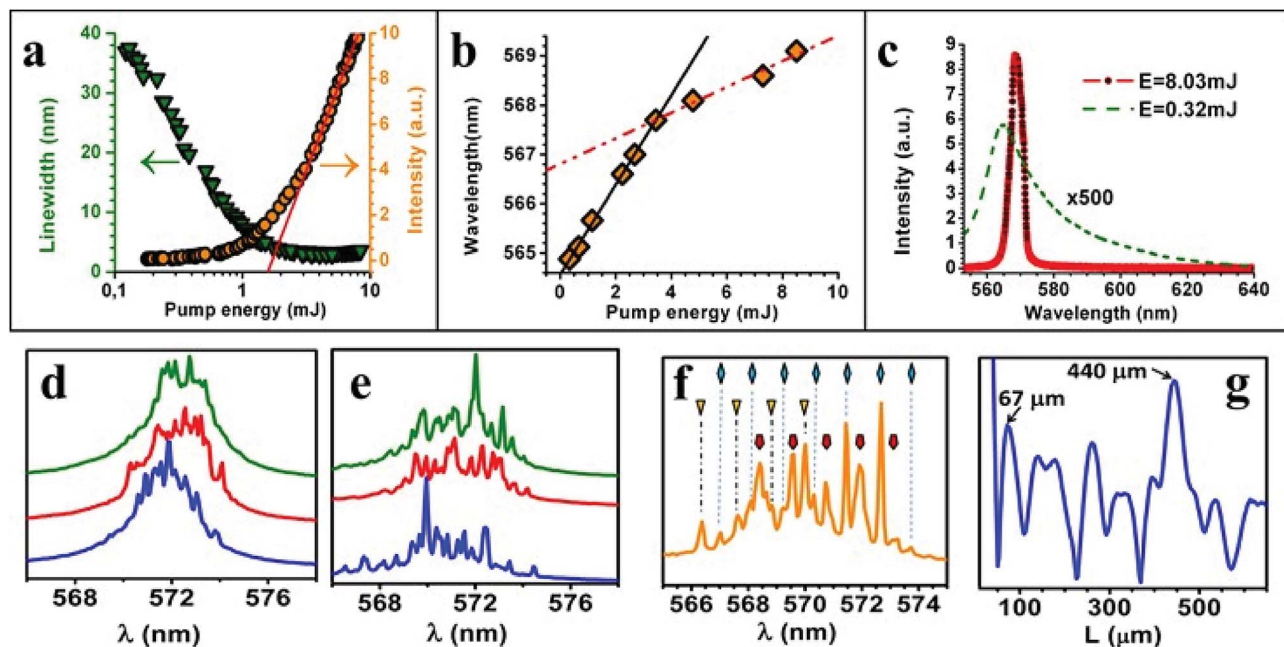 a
40
30
20
10
0
Linewidth (nm)
10
8
6
4
2
0
Intensity (a.u.)
0,1
1
10
Pump energy (mJ)
b
569
568
567
566
565
Wavelength(nm)
0
2
4
6
8
10
Pump energy (mJ)
c
9
8
7
6
5
4
3
2
1
0
Intensity (a.u.)
E=8.03mJ
E=0.32mJ
x500
560
580
600
620
640
Wavelength (nm)
d
568
572
576
λ (nm)
e
568
572
576
λ (nm)
f
566
568
570
572
574
λ (nm)
g
67 μm
440 μm
100
300
500
L (μm)